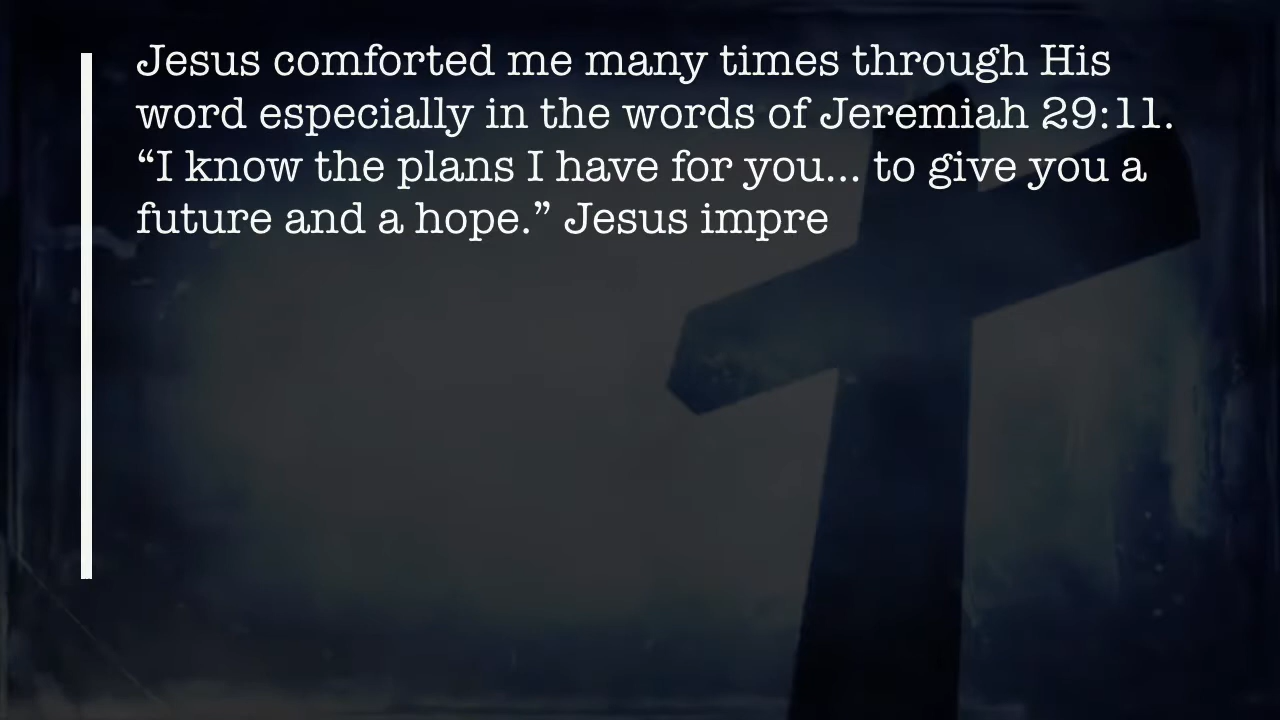 Jesus comforted me many times through His
word especially in the words of Jeremiah 29:11.
“I know the plans I have for you... to give you a
future and a hope.” Jesus impre